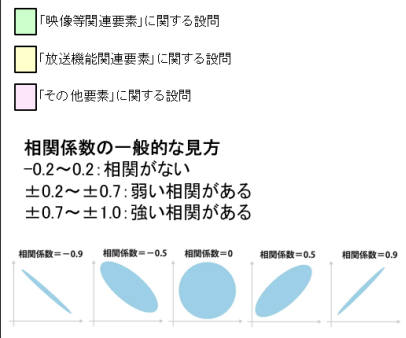 「映像等関連要素」に関する設問
「放送機能関連要素」に関する設問
「その他要素」に関する設問
相関係数の一般的な見方
-0.2～0.2：相関がない
±0.2～±0.7：弱い相関がある
±0.7～±1.0：強い相関がある
相関係数=-0.9 相関係数=-0.5 相関係数=0 相関係数=0.5 相関係数=0.9